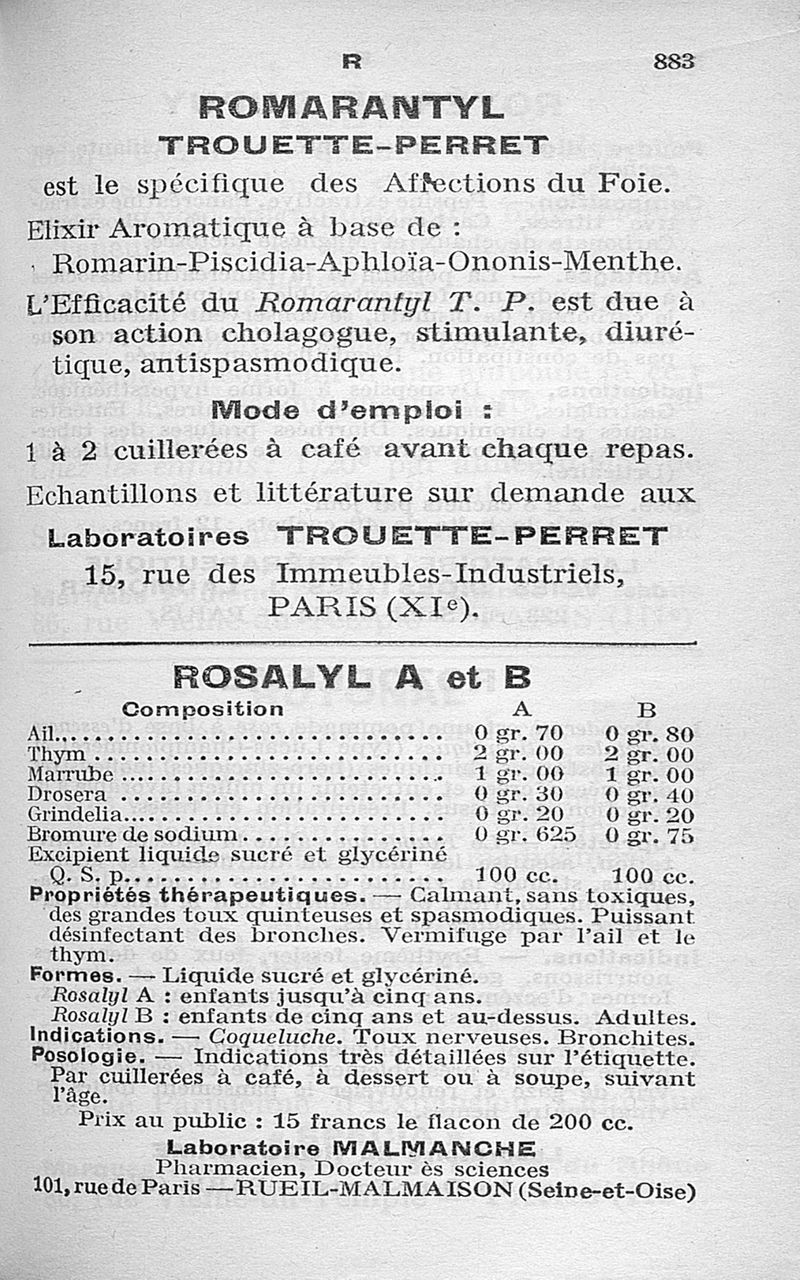 R 883
ROMARANTYL
TROUETTE-PERRET
est le spécifique des Affections du Foie.
Elixir Aromatique à base de :
Romarin-Piscidia-Aphloïa-Ononis-Menthe.
L'Efficacité du Romarantyl T. P. est due à
son action cholagogue, stimulante, diuré-
tique, antispasmodique.
Mode d'emploi :
1 à 2 cuillerées à café avant chaque repas.
Echantillons et littérature sur demande aux
Laboratoires TROUETTE-PERRET
15, rue des Immeubles-Industriels,
PARIS (XIe).
ROSALYL A et B
Composition A B
Ail.............................. 0 gr. 70 0 gr. 80
Thym ........................... 2 gr. 00 2 gr. 00
Marrube ......................... 1 gr. 00 1 gr. 00
Drosera ......................... 0 gr. 30 0 gr. 40
Grindelia........................ 0 gr. 20 0 gr. 20
Bromure de sodium................ 0 gr. 625 0 gr. 75
Excipient liquide sucré et glycériné
Q. S. p........................ 100 cc. 100 cc.
Propriétés thérapeutiques. — Calmant, sans toxiques,
des grandes toux quinteuses et spasmodiques. Puissant
désinfectant des bronches. Vermifuge par l'ail et le
thym.
Formes. — Liquide sucré et glycériné.
Rosalyl A : enfants jusqu'à cinq ans.
Rosalyl B : enfants de cinq ans et au-dessus. Adultes.
Indications. — Coqueluche. Toux nerveuses. Bronchites.
Posologie. — Indications très détaillées sur l'étiquette.
Par cuillerées à café, à dessert ou à soupe, suivant
l'âge.
Prix au public : 15 francs le flacon de 200 cc.
Laboratoire MALMANCHE
Pharmacien, Docteur ès sciences
101, rue de Paris — RUEIL-MALMAISON (Seine-et-Oise)